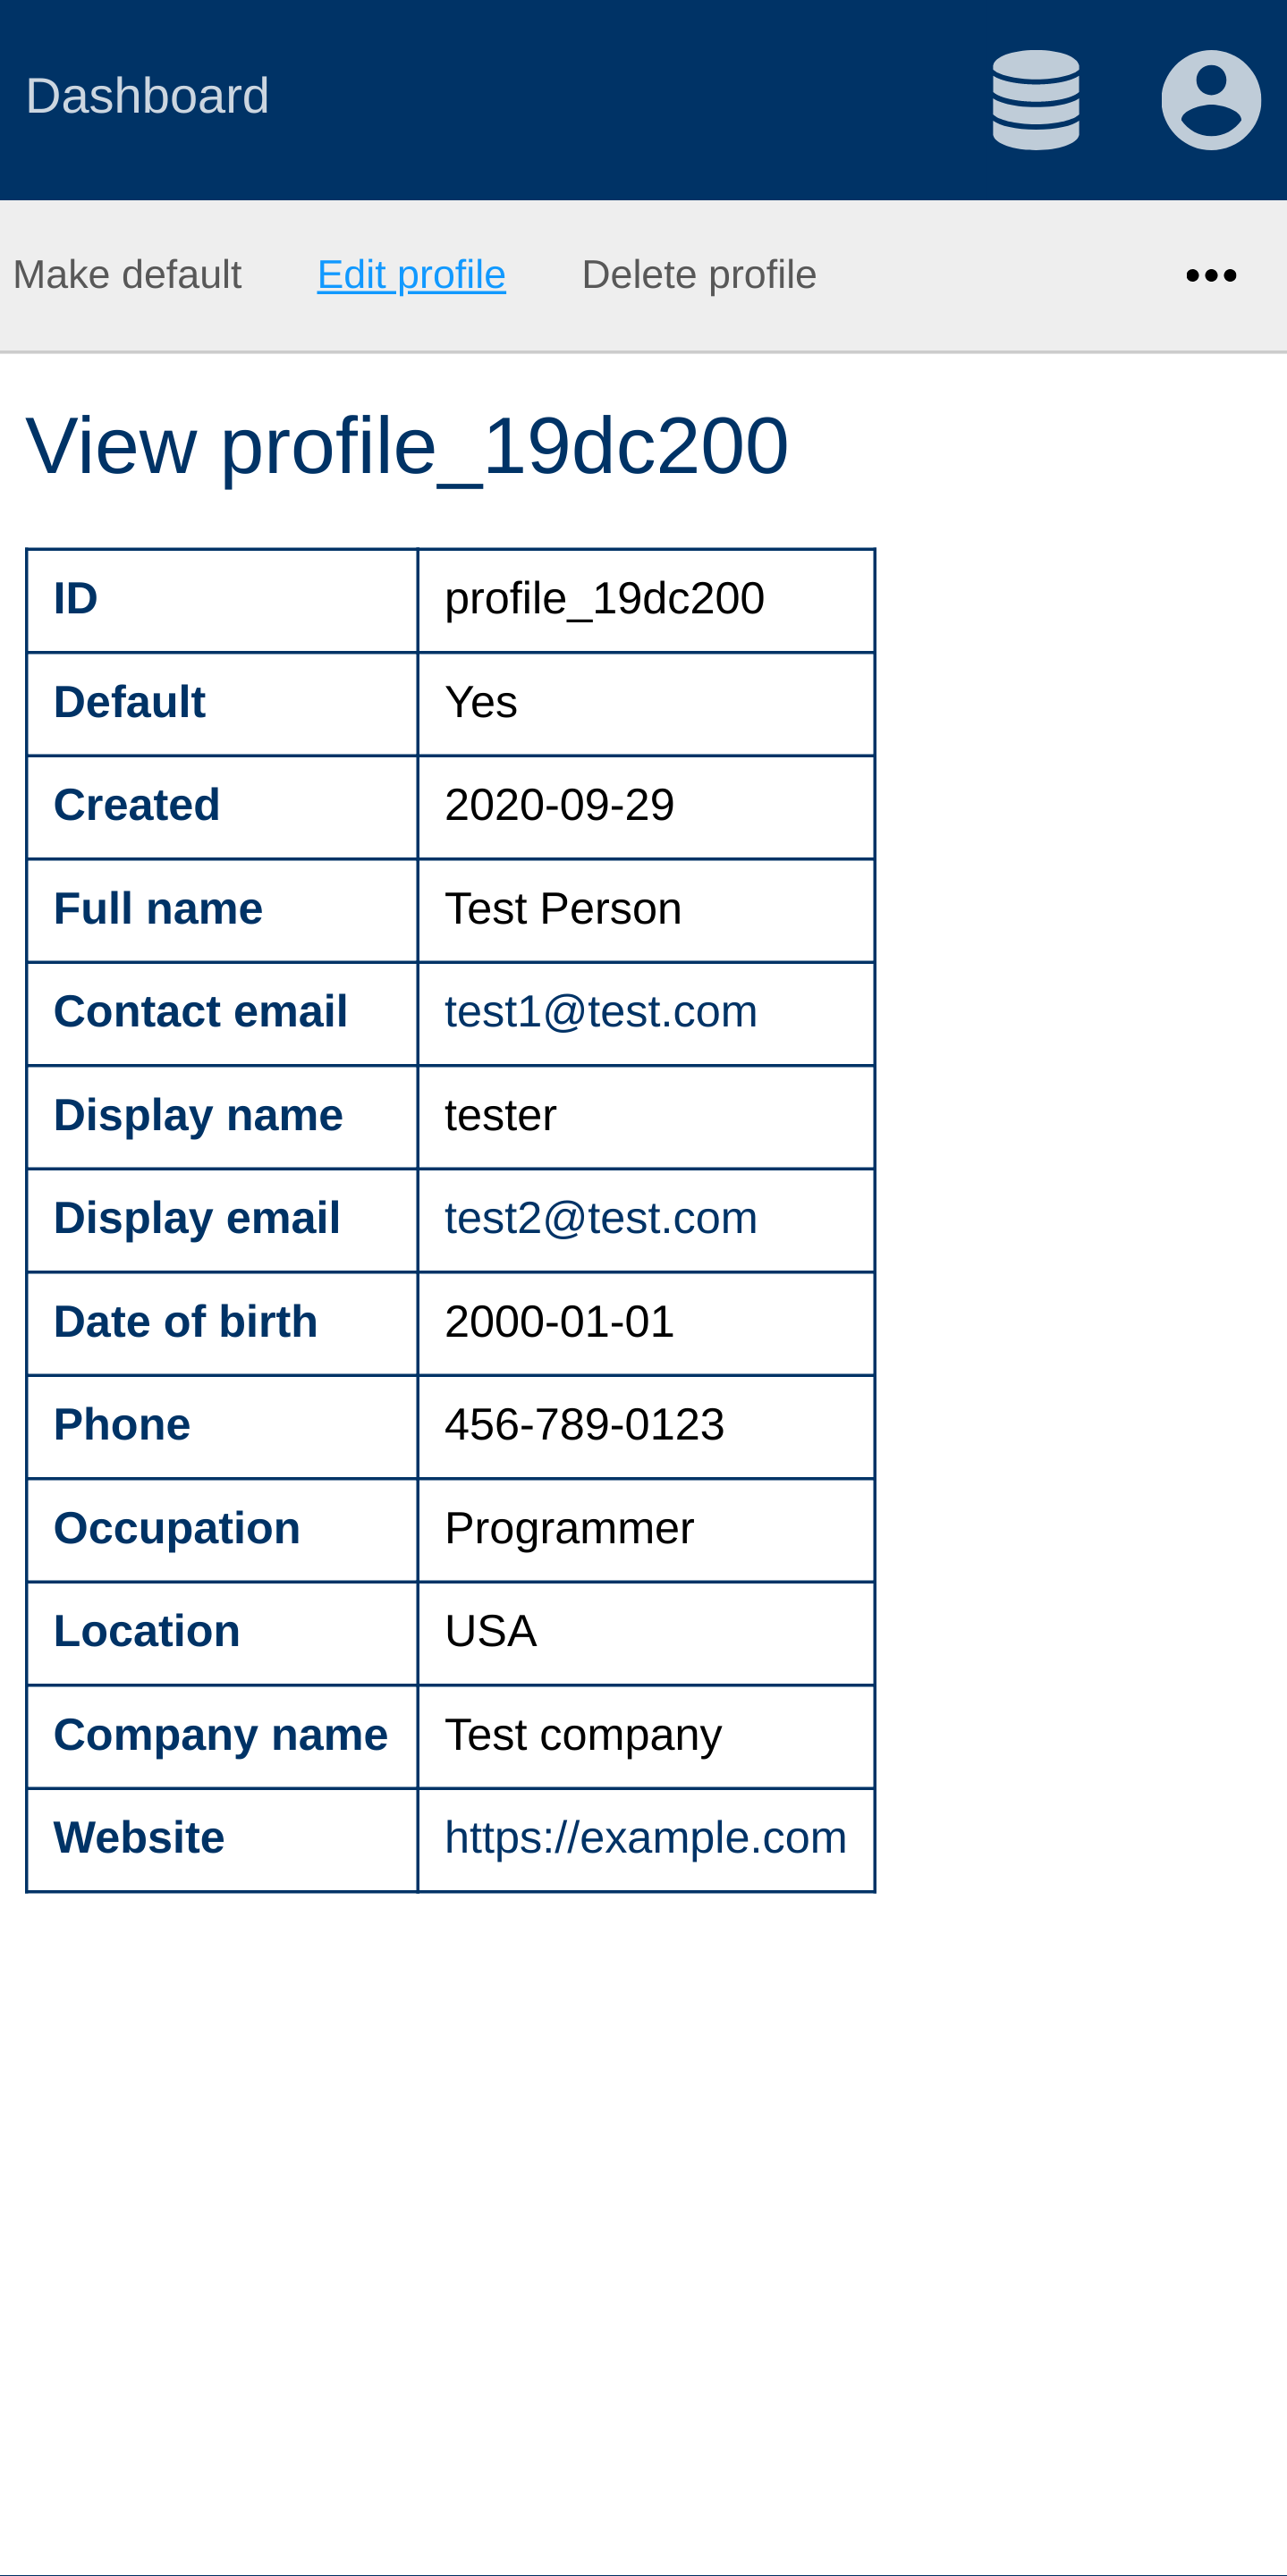 Dashboard
Make default Edit profile Delete profile •••
View profile_19dc200
ID profile_19dc200
Default Yes
Created 2020-09-29
Full name Test Person
Contact email test1@test.com
Display name tester
Display email test2@test.com
Date of birth 2000-01-01
Phone 456-789-0123
Occupation Programmer
Location USA
Company name Test company
Website https://example.com